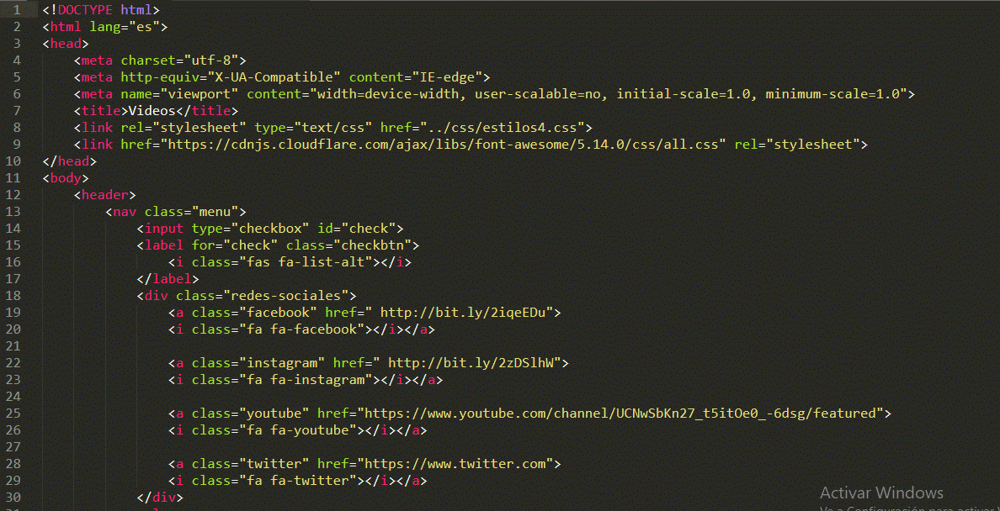 1 <!DOCTYPE html>
2 <html lang="es">
3 <head>
4     <meta charset="utf-8">
5     <meta http-equiv="X-UA-Compatible" content="IE-edge">
6     <meta name="viewport" content="width=device-width, user-scalable=no, initial-scale=1.0, minimum-scale=1.0">
7     <title>Videos</title>
8     <link rel="stylesheet" type="text/css" href="../css/estilos4.css">
9     <link href="https://cdnjs.cloudflare.com/ajax/libs/font-awesome/5.14.0/css/all.css" rel="stylesheet">
10 </head>
11 <body>
12     <header>
13         <nav class="menu">
14             <input type="checkbox" id="check">
15             <label for="check" class="checkbtn">
16                 <i class="fas fa-list-alt"></i>
17             </label>
18             <div class="redes-sociales">
19                 <a class="facebook" href=" http://bit.ly/2iqeEDu">
20                 <i class="fa fa-facebook"></i></a>
21
22                 <a class="instagram" href=" http://bit.ly/2zDSlhW">
23                 <i class="fa fa-instagram"></i></a>
24
25                 <a class="youtube" href="https://www.youtube.com/channel/UCNwSbKn27_t5itOe0_-6dsg/featured">
26                 <i class="fa fa-youtube"></i></a>
27
28                 <a class="twitter" href="https://www.twitter.com">
29                 <i class="fa fa-twitter"></i></a>
30             </div>
Activar Windows
Ve a Configuración para activar